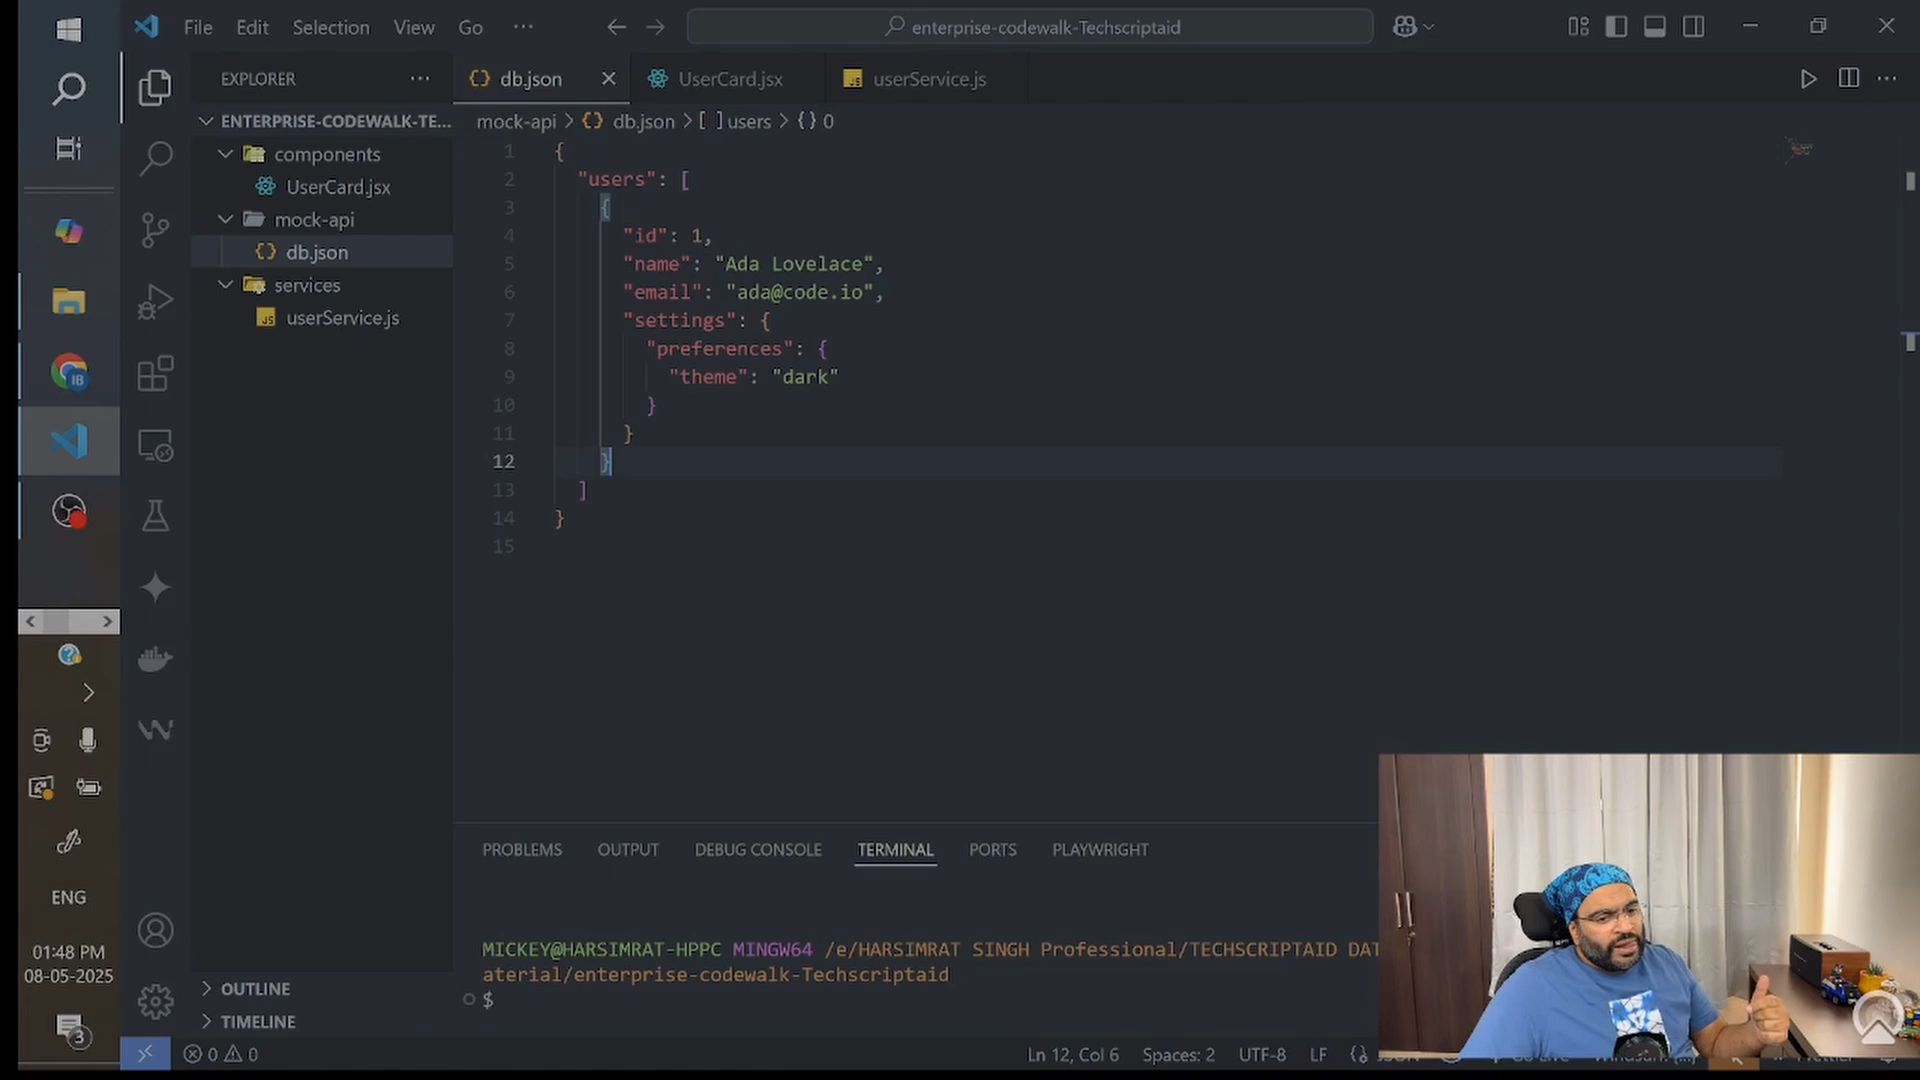 File Edit Selection View Go ··· enterprise-codewalk-Techscriptaid
EXPLORER ···
db.json UserCard.jsx userService.js
ENTERPRISE-CODEWALK-TE...
components
UserCard.jsx
mock-api
db.json
services
userService.js
mock-api > {} db.json > [ ] users > {} 0
1 {
2 "users": [
3 {
4 "id": 1,
5 "name": "Ada Lovelace",
6 "email": "ada@code.io",
7 "settings": {
8 "preferences": {
9 "theme": "dark"
10 }
11 }
12 }
13 ]
14 }
15
PROBLEMS OUTPUT DEBUG CONSOLE TERMINAL PORTS PLAYWRIGHT
MICKEY@HARSIMRAT-HPPC MINGW64 /e/HARSIMRAT SINGH Professional/TECHSCRIPTAID DAT
aterial/enterprise-codewalk-Techscriptaid
$
OUTLINE
TIMELINE
ENG
01:48 PM
08-05-2025
3
0 0 Ln 12, Col 6 Spaces: 2 UTF-8 LF {}